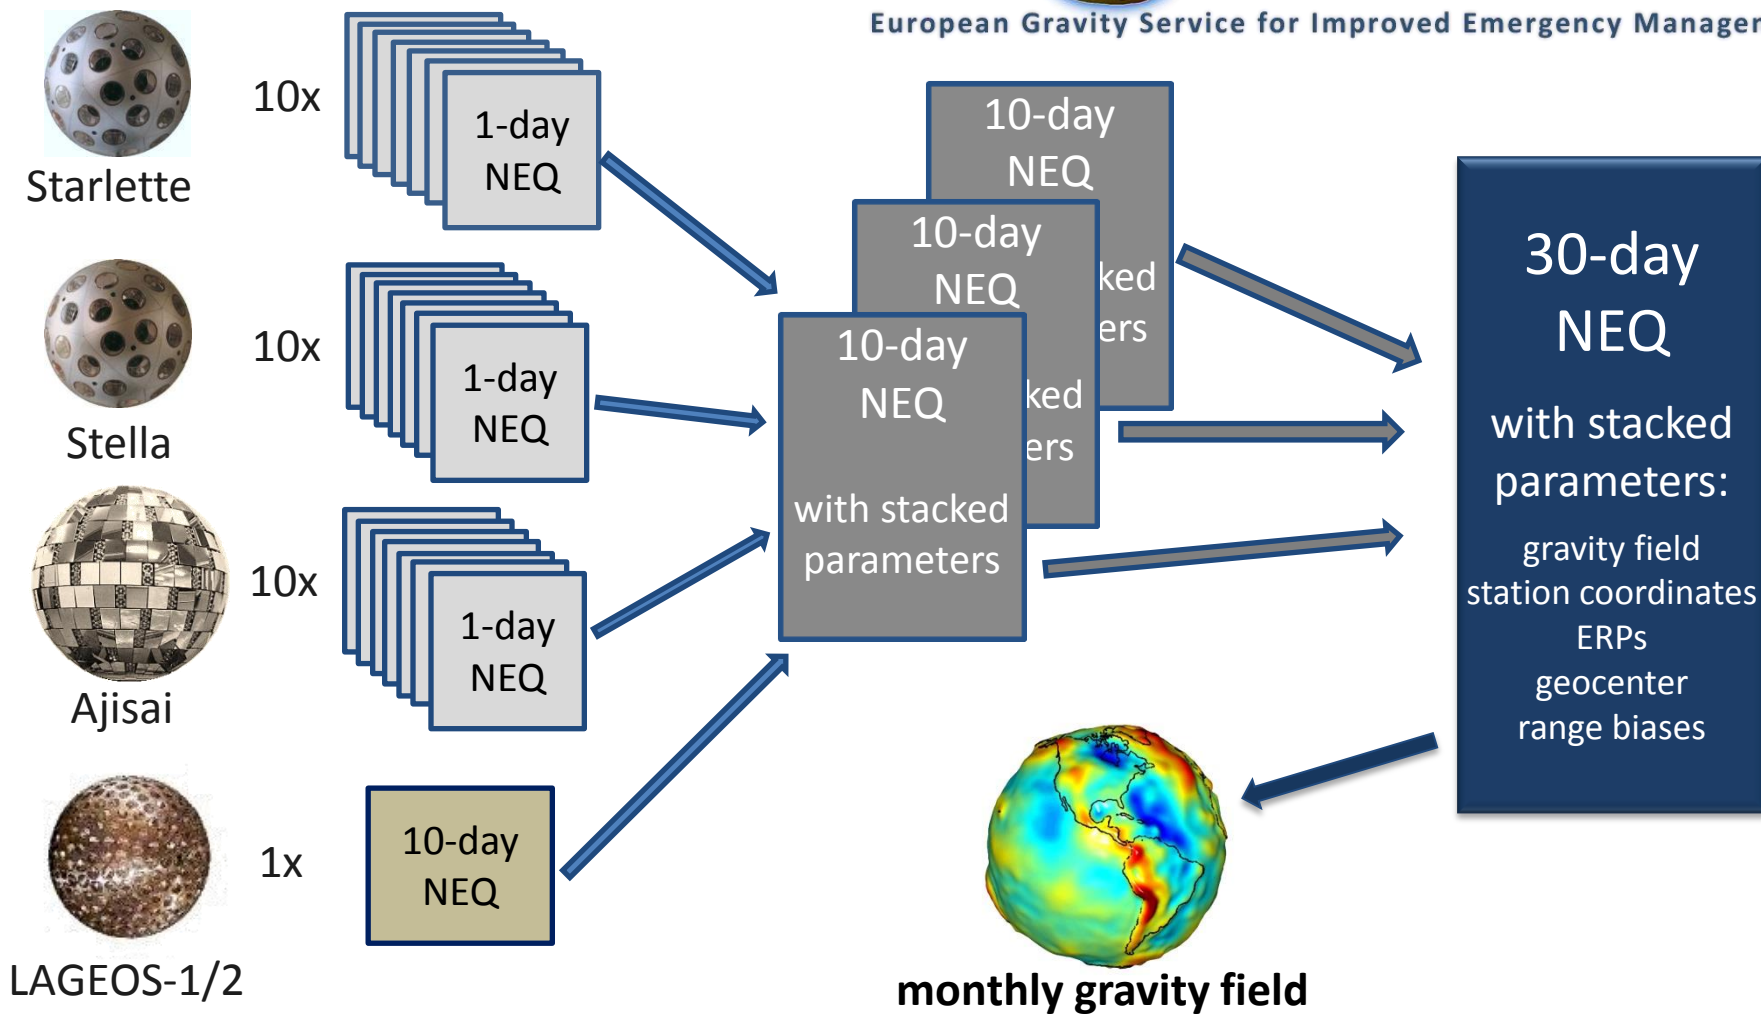 European Gravity Service for Improved Emergency
Starlette
10x
1-day
NEQ
Stella
10x
1-day
NEQ
Ajisai
10x
1-day
NEQ
LAGEOS-1/2
1x
10-day
NEQ
10-day
NEQ
ked
ers
10-day
NEQ
ked
ers
10-day
NEQ
with stacked
parameters
30-day
NEQ
with stacked
parameters:
gravity field
station coordinates
ERPs
geocenter
range biases
monthly gravity field